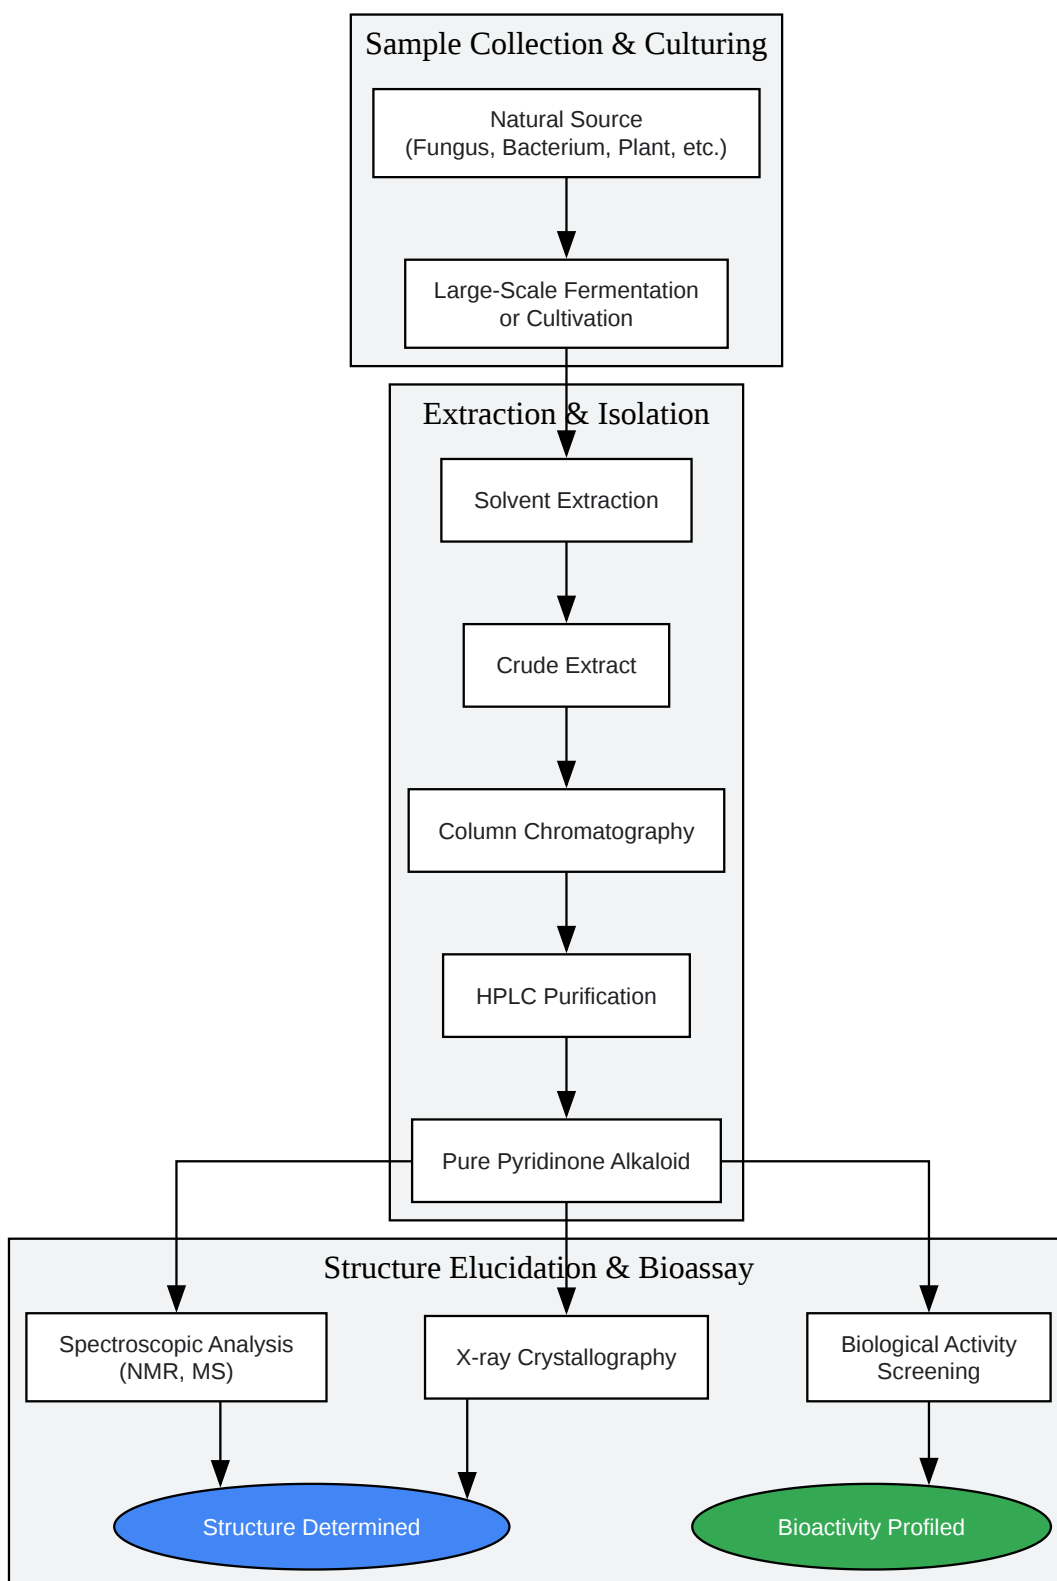 Sample Collection & Culturing
Natural Source
(Fungus, Bacterium, Plant, etc.)
Large-Scale Fermentation
or Cultivation
Extraction & Isolation
Solvent Extraction
Crude Extract
Column Chromatography
HPLC Purification
Pure Pyridinone Alkaloid
Structure Elucidation & Bioassay
Spectroscopic Analysis
(NMR, MS)
X-ray Crystallography
Biological Activity
Screening
Structure Determined
Bioactivity Profiled